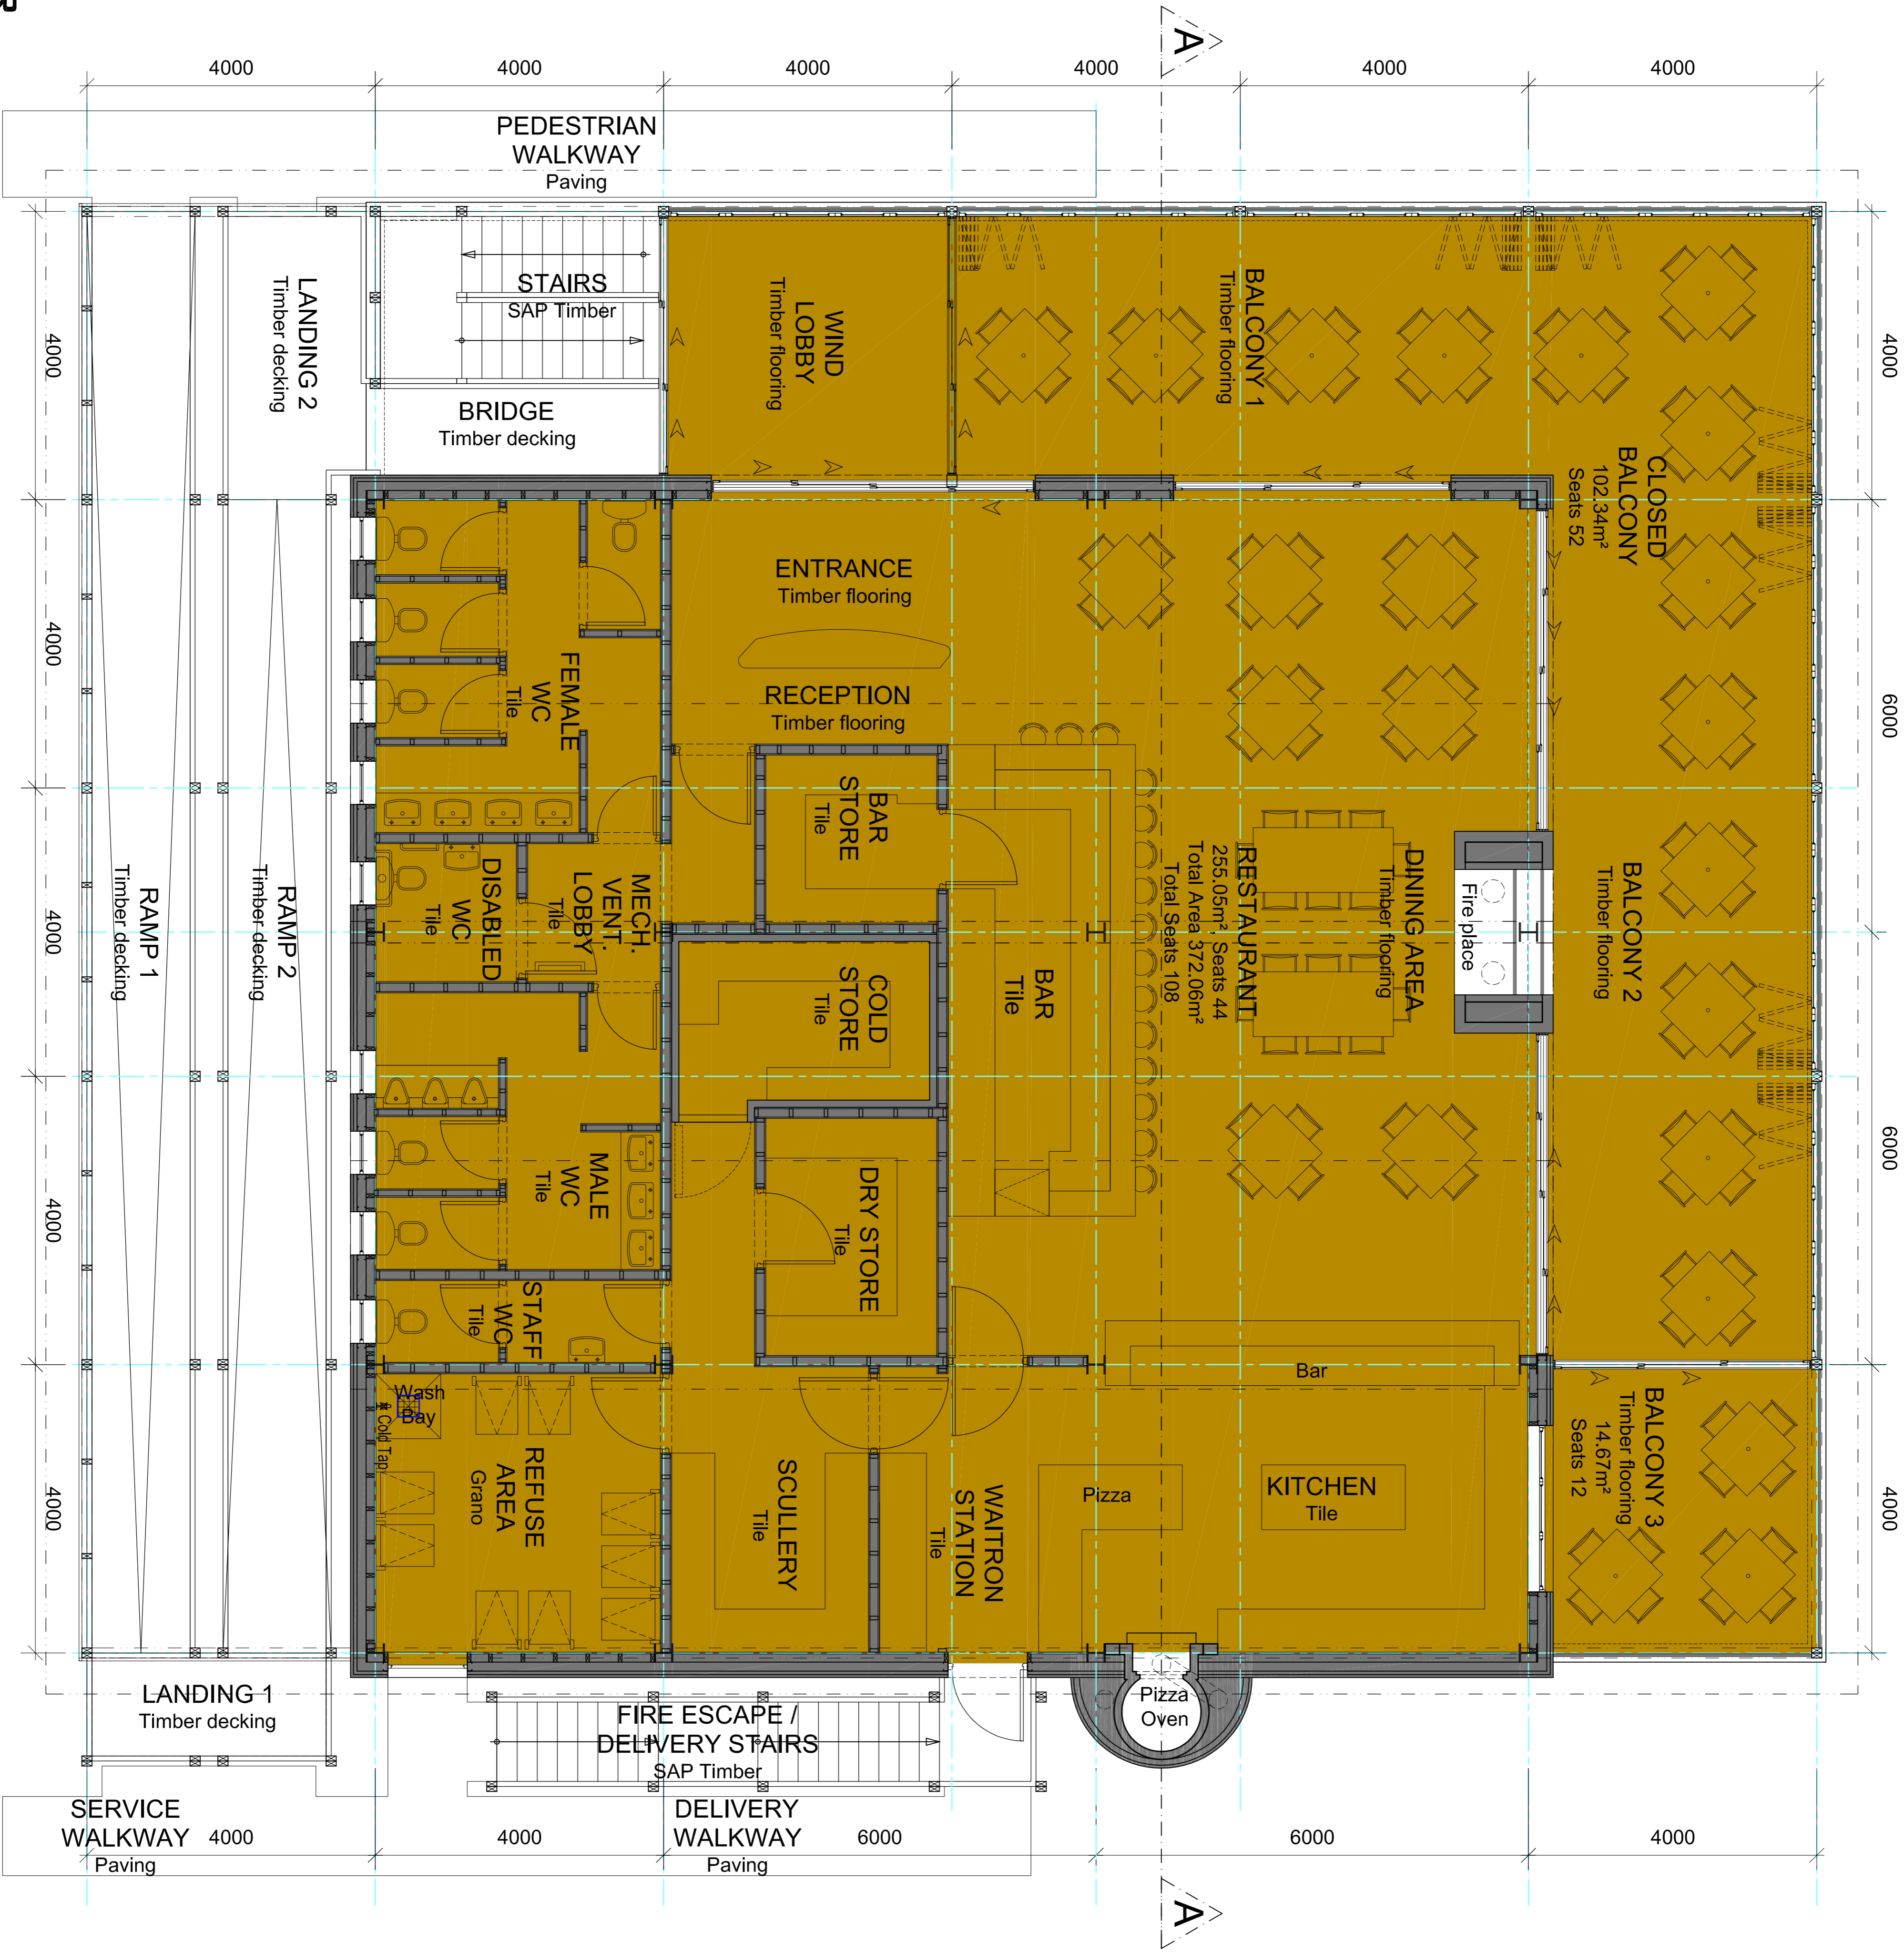 A
4000
4000
4000
4000
4000
4000
PEDESTRIAN
WALKWAY
Paving
LANDING 2
Timber decking
STAIRS
SAP Timber
BRIDGE
Timber decking
WIND
LOBBY
Timber flooring
BALCONY 1
Timber flooring
CLOSED
BALCONY
102.34m²
Seats 52
4000
4000
4000
4000
4000
4000
6000
6000
4000
ENTRANCE
Timber flooring
RECEPTION
Timber flooring
FEMALE
WC
Tile
BAR
STORE
Tile
DISABLED
WC
Tile
MECH.
VENT.
LOBBY
Tile
COLD
STORE
Tile
BAR
Tile
RESTAURANT
255.05m², Seats 44
Total Area 372.06m²
Total Seats 108
DINING AREA
Timber flooring
Fire place
BALCONY 2
Timber flooring
RAMP 1
Timber decking
RAMP 2
Timber decking
MALE
WC
Tile
DRY STORE
Tile
STAFF
WC
Tile
Bar
Wash
Bay
Cold Tap
REFUSE
AREA
Grano
SCULLERY
Tile
WAITRON
STATION
Tile
Pizza
KITCHEN
Tile
BALCONY 3
Timber flooring
14.67m²
Seats 12
LANDING 1
Timber decking
FIRE ESCAPE /
DELIVERY STAIRS
SAP Timber
Pizza
Oven
SERVICE
WALKWAY
Paving
DELIVERY
WALKWAY
Paving
4000
4000
6000
6000
4000
A